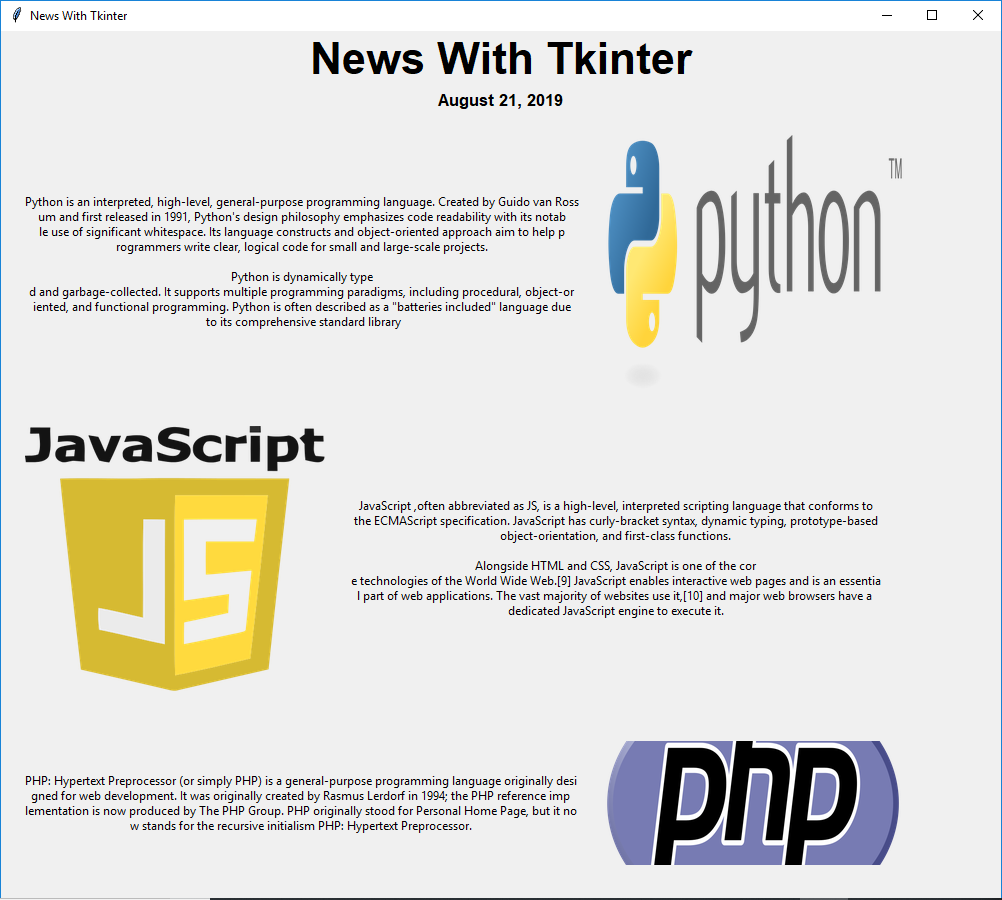 News With Tkinter
News With Tkinter
August 21, 2019
Python is an interpreted, high-level, general-purpose programming language. Created by Guido van Ross
um and first released in 1991, Python's design philosophy emphasizes code readability with its notab
le use of significant whitespace. Its language constructs and object-oriented approach aim to help p
rogrammers write clear, logical code for small and large-scale projects.
Python is dynamically type
d and garbage-collected. It supports multiple programming paradigms, including procedural, object-or
iented, and functional programming. Python is often described as a "batteries included" language due
to its comprehensive standard library
python TM
JavaScript
JS
JavaScript ,often abbreviated as JS, is a high-level, interpreted scripting language that conforms to
the ECMAScript specification. JavaScript has curly-bracket syntax, dynamic typing, prototype-based
object-orientation, and first-class functions.
Alongside HTML and CSS, JavaScript is one of the cor
e technologies of the World Wide Web.[9] JavaScript enables interactive web pages and is an essentia
l part of web applications. The vast majority of websites use it,[10] and major web browsers have a
dedicated JavaScript engine to execute it.
PHP: Hypertext Preprocessor (or simply PHP) is a general-purpose programming language originally desi
gned for web development. It was originally created by Rasmus Lerdorf in 1994; the PHP reference imp
lementation is now produced by The PHP Group. PHP originally stood for Personal Home Page, but it no
w stands for the recursive initialism PHP: Hypertext Preprocessor.
php